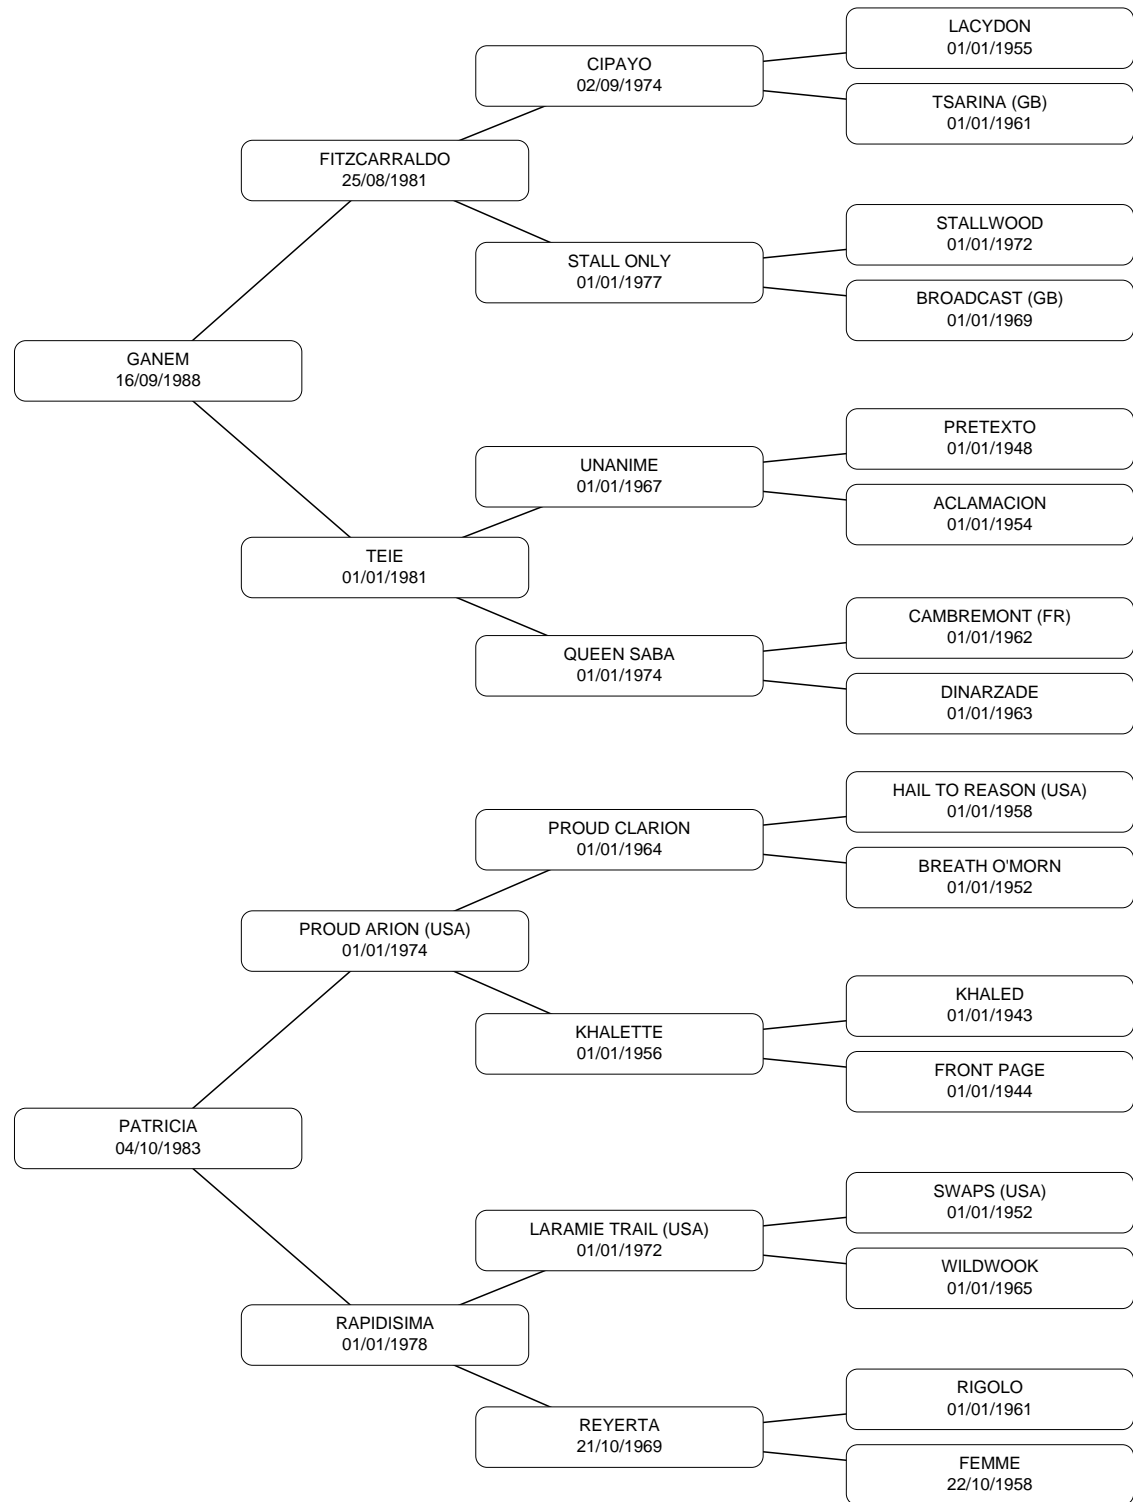 LACYDON
01/01/1955
CIPAYO
02/09/1974
TSARINA (GB)
01/01/1961
FITZCARRALDO
25/08/1981
STALLWOOD
01/01/1972
STALL ONLY
01/01/1977
BROADCAST (GB)
01/01/1969
GANEM
16/09/1988
PRETEXTO
01/01/1948
UNANIME
01/01/1967
ACLAMACION
01/01/1954
TEIE
01/01/1981
CAMBREMONT (FR)
01/01/1962
QUEEN SABA
01/01/1974
DINARZADE
01/01/1963
HAIL TO REASON (USA)
01/01/1958
PROUD CLARION
01/01/1964
BREATH O'MORN
01/01/1952
PROUD ARION (USA)
01/01/1974
KHALED
01/01/1943
KHALETTE
01/01/1956
FRONT PAGE
01/01/1944
PATRICIA
04/10/1983
SWAPS (USA)
01/01/1952
LARAMIE TRAIL (USA)
01/01/1972
WILDWOOK
01/01/1965
RAPIDISIMA
01/01/1978
RIGOLO
01/01/1961
REYERTA
21/10/1969
FEMME
22/10/1958